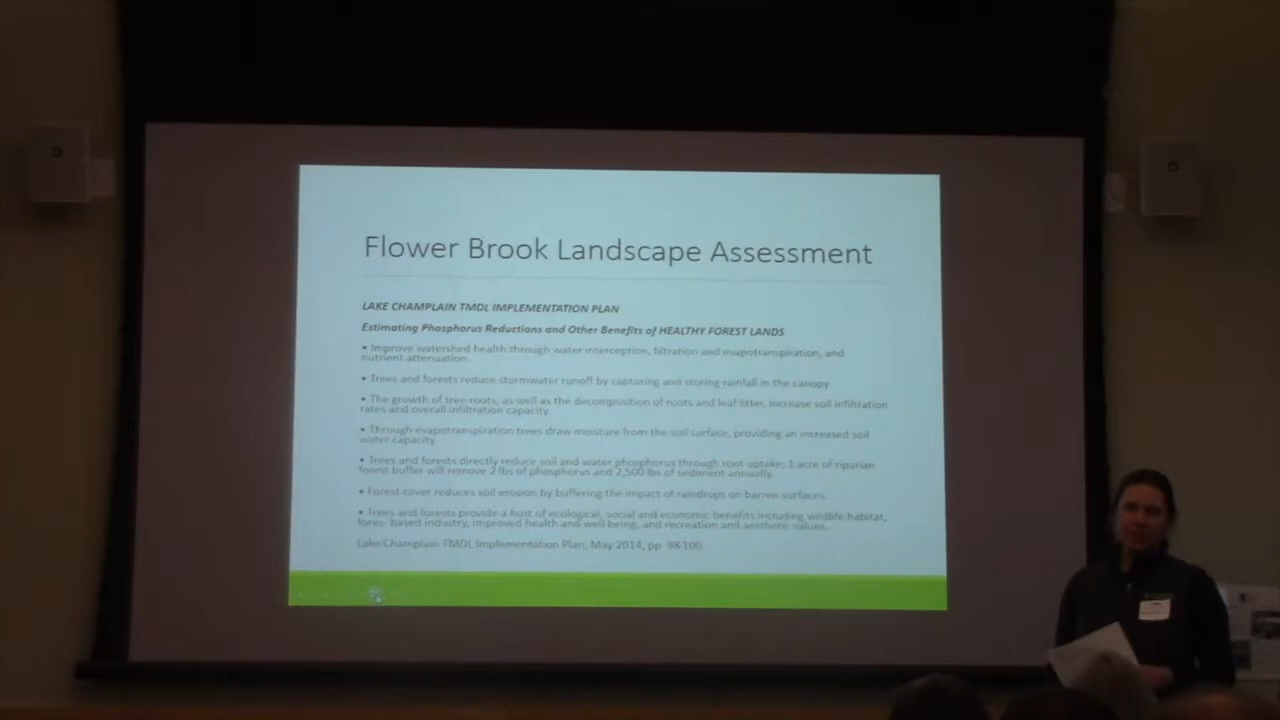 Flower Brook Landscape Assessment
LAKE CHAMPLAIN TMDL IMPLEMENTATION PLAN
Estimating Phosphorus Reductions and Other Benefits of HEALTHY FOREST LANDS
• Improve watershed health through water interception, filtration and evapotranspiration, and
nutrient attenuation.
• Trees and forests reduce stormwater runoff by capturing and storing rainfall in the canopy
• The growth of tree roots, as well as the decomposition of roots and leaf litter, increase soil infiltration
rates and overall infiltration capacity.
• Through evapotranspiration trees draw moisture from the soil surface, providing an increased soil
water capacity.
• Trees and forests directly reduce soil and water phosphorus through root uptake; 1 acre of riparian
forest buffer will remove 2 lbs of phosphorus and 2,500 lbs of sediment annually.
• Forest cover reduces soil erosion by buffering the impact of raindrops on barren surfaces.
• Trees and forests provide a host of ecological, social and economic benefits including wildlife habitat,
fores based industry, improved health and well-being, and recreation and aesthetic values.
Lake Champlain TMDL Implementation Plan, May 2014, pp 98-100